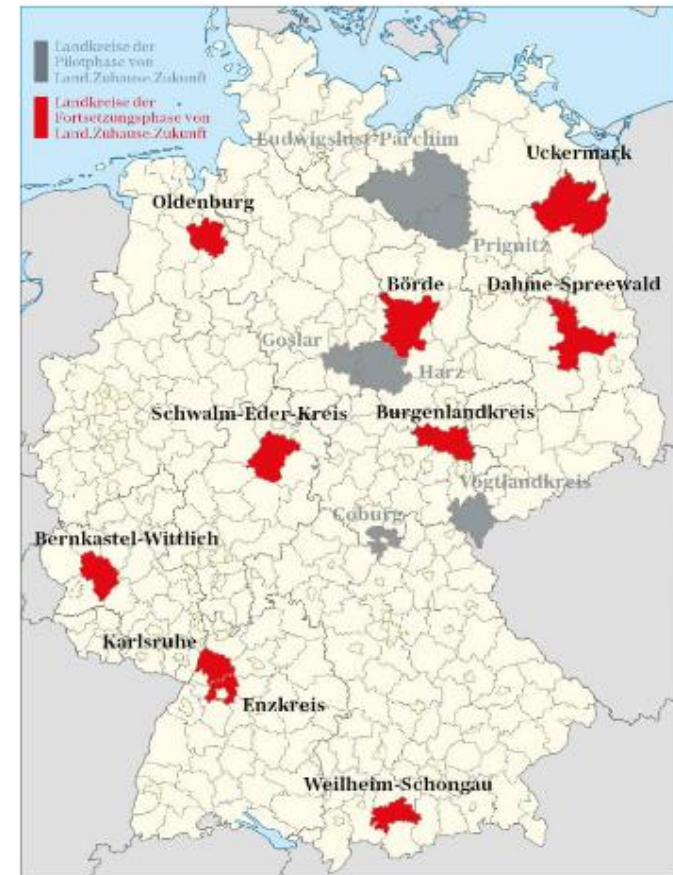 Landkreise der
Pilotphase von
Land.Zuhause.Zukunft
Landkreise der
Fortsetzungsphase von
Land.Zuhause.Zukunft
Ludwigslust-Parchim
Uckermark
Oldenburg
Prignitz
Börde
Dahme-Spreewald
Goslar
Harz
Schwalm-Eder-Kreis
Burgenlandkreis
Vogtlandkreis
Coburg
Bernkastel-Wittlich
Karlsruhe
Enzkreis
Weilheim-Schongau